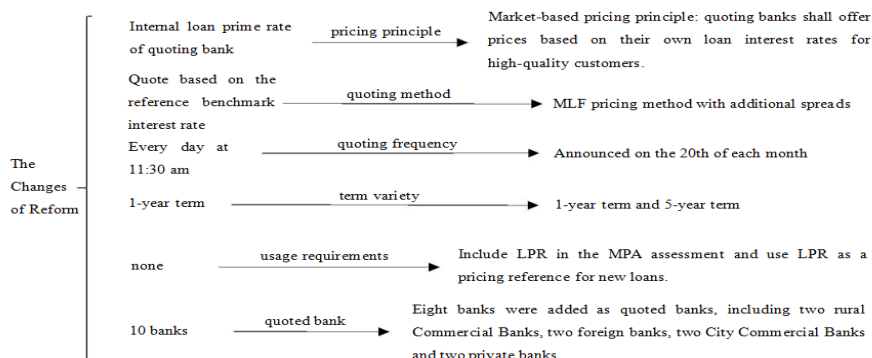 Internal loan prime rate
of quoting bank
pricing principle
Market-based pricing principle: quoting banks shall offer
prices based on their own loan interest rates for
high-quality customers.
Quote based on the
reference benchmark
interest rate
quoting method
MLF pricing method with additional spreads
Every day at
11:30 am
quoting frequency
Announced on the 20th of each month
The
Changes
of Reform
1-year term
term variety
1-year term and 5-year term
none
usage requirements
Include LPR in the MPA assessment and use LPR as a
pricing reference for new loans.
10 banks
quoted bank
Eight banks were added as quoted banks, including two rural
Commercial Banks, two foreign banks, two City Commercial Banks
and two private banks